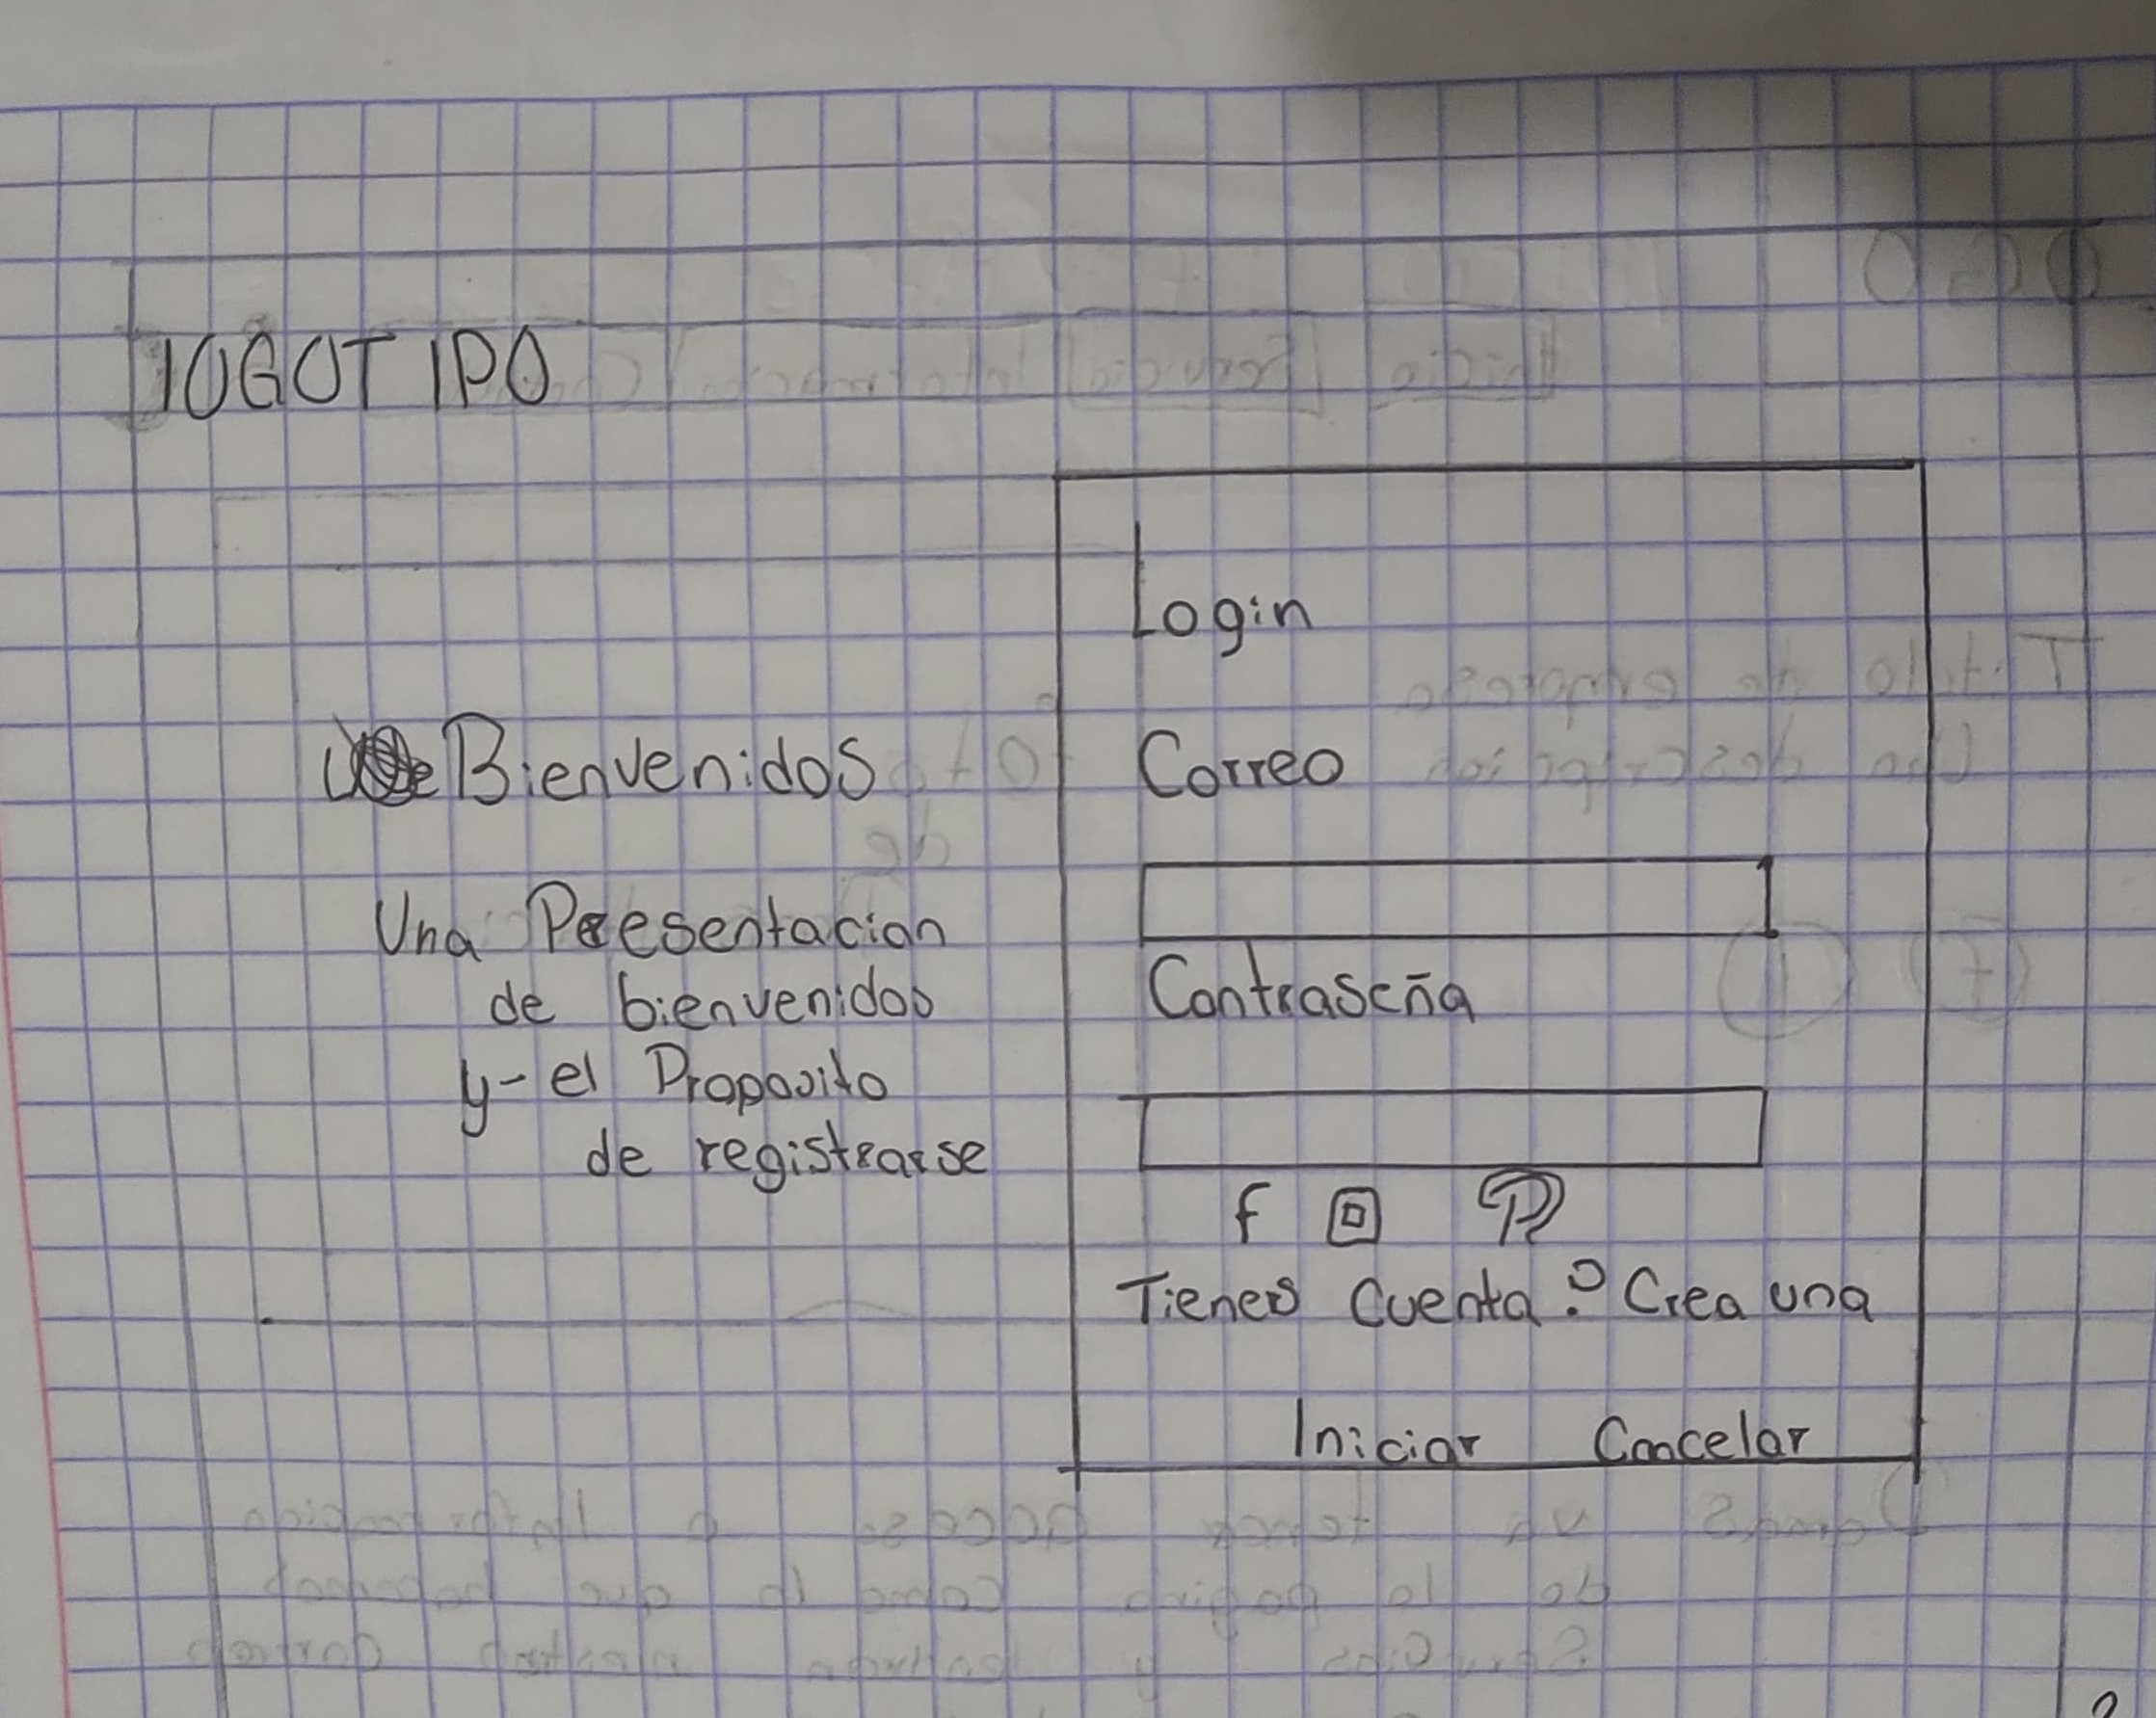 LOGOTIPO
Bienvenidos
Una Presentacion
de bienvenidos
y-el Proposito
de registrarse
Login
Correo
Contraseña
f
Tienes Cuenta? Crea una
Iniciar Cancelar